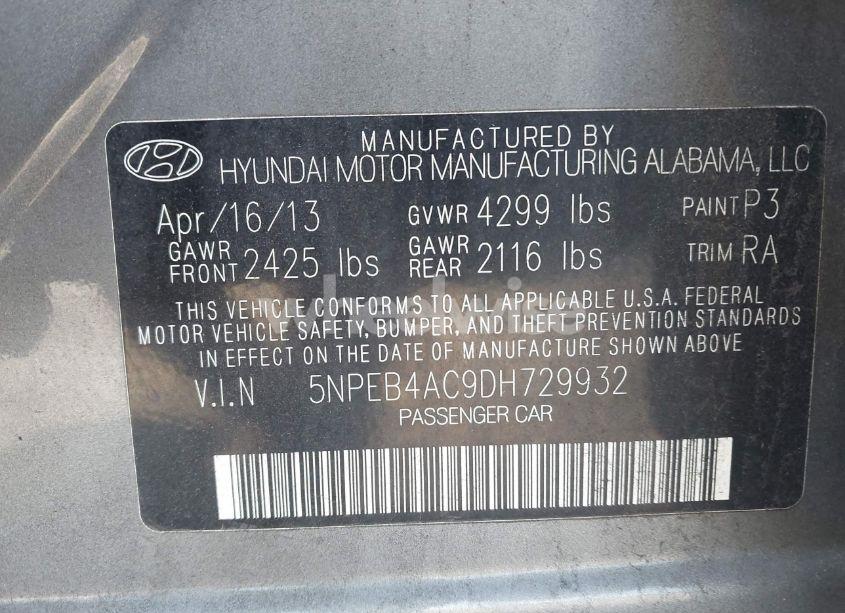 MANUFACTURED BY
HYUNDAI MOTOR MANUFACTURING ALABAMA, LLC
Apr/16/13 GVWR 4299 lbs PAINT P3
GAWR FRONT 2425 lbs GAWR REAR 2116 lbs TRIM RA
THIS VEHICLE CONFORMS TO ALL APPLICABLE U.S.A. FEDERAL
MOTOR VEHICLE SAFETY, BUMPER, AND THEFT PREVENTION STANDARDS
IN EFFECT ON THE DATE OF MANUFACTURE SHOWN ABOVE
V.I.N 5NPEB4AC9DH729932
PASSENGER CAR